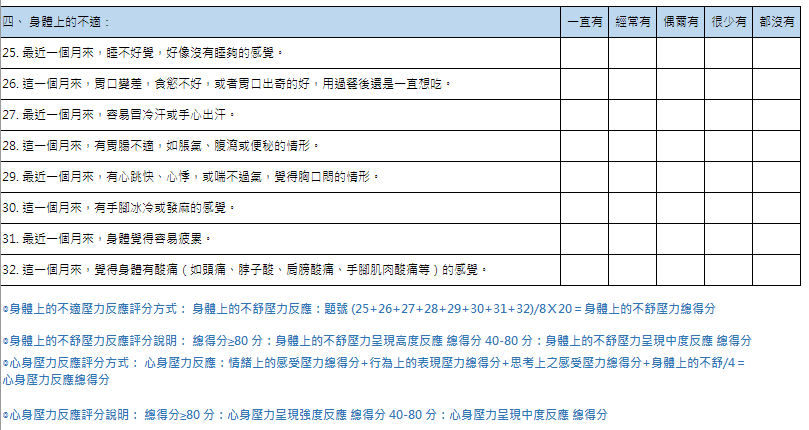 四、 身體上的不適： 一直有 經常有 偶爾有 很少有 都沒有
25. 最近一個月來，睡不好覺，好像沒有睡夠的感覺。
26. 這一個月來，胃口變差，食慾不好，或者胃口出奇的好，用過餐後還是一直想吃。
27. 最近一個月來，容易冒冷汗或手心出汗。
28. 這一個月來，有胃腸不適，如脹氣、腹瀉或便秘的情形。
29. 最近一個月來，有心跳快、心悸，或喘不過氣，覺得胸口悶的情形。
30. 這一個月來，有手腳冰冷或發麻的感覺。
31. 最近一個月來，身體覺得容易疲累。
32. 這一個月來，覺得身體有酸痛（如頭痛、脖子酸、肩膀酸痛、手腳肌肉酸痛等）的感覺。
⊙身體上的不適壓力反應評分方式： 身體上的不舒壓力反應：題號 (25+26+27+28+29+30+31+32)/8Ｘ20＝身體上的不舒壓力總得分
⊙身體上的不舒壓力反應評分說明： 總得分≥80 分：身體上的不舒壓力呈現高度反應 總得分 40-80 分：身體上的不舒壓力呈現中度反應 總得分
⊙心身壓力反應評分方式： 心身壓力反應：情緒上的感受壓力總得分+行為上的表現壓力總得分+思考上之感受壓力總得分+身體上的不舒/4＝
心身壓力反應總得分
⊙心身壓力反應評分說明： 總得分≥80 分：心身壓力呈現強度反應 總得分 40-80 分：心身壓力呈現中度反應 總得分